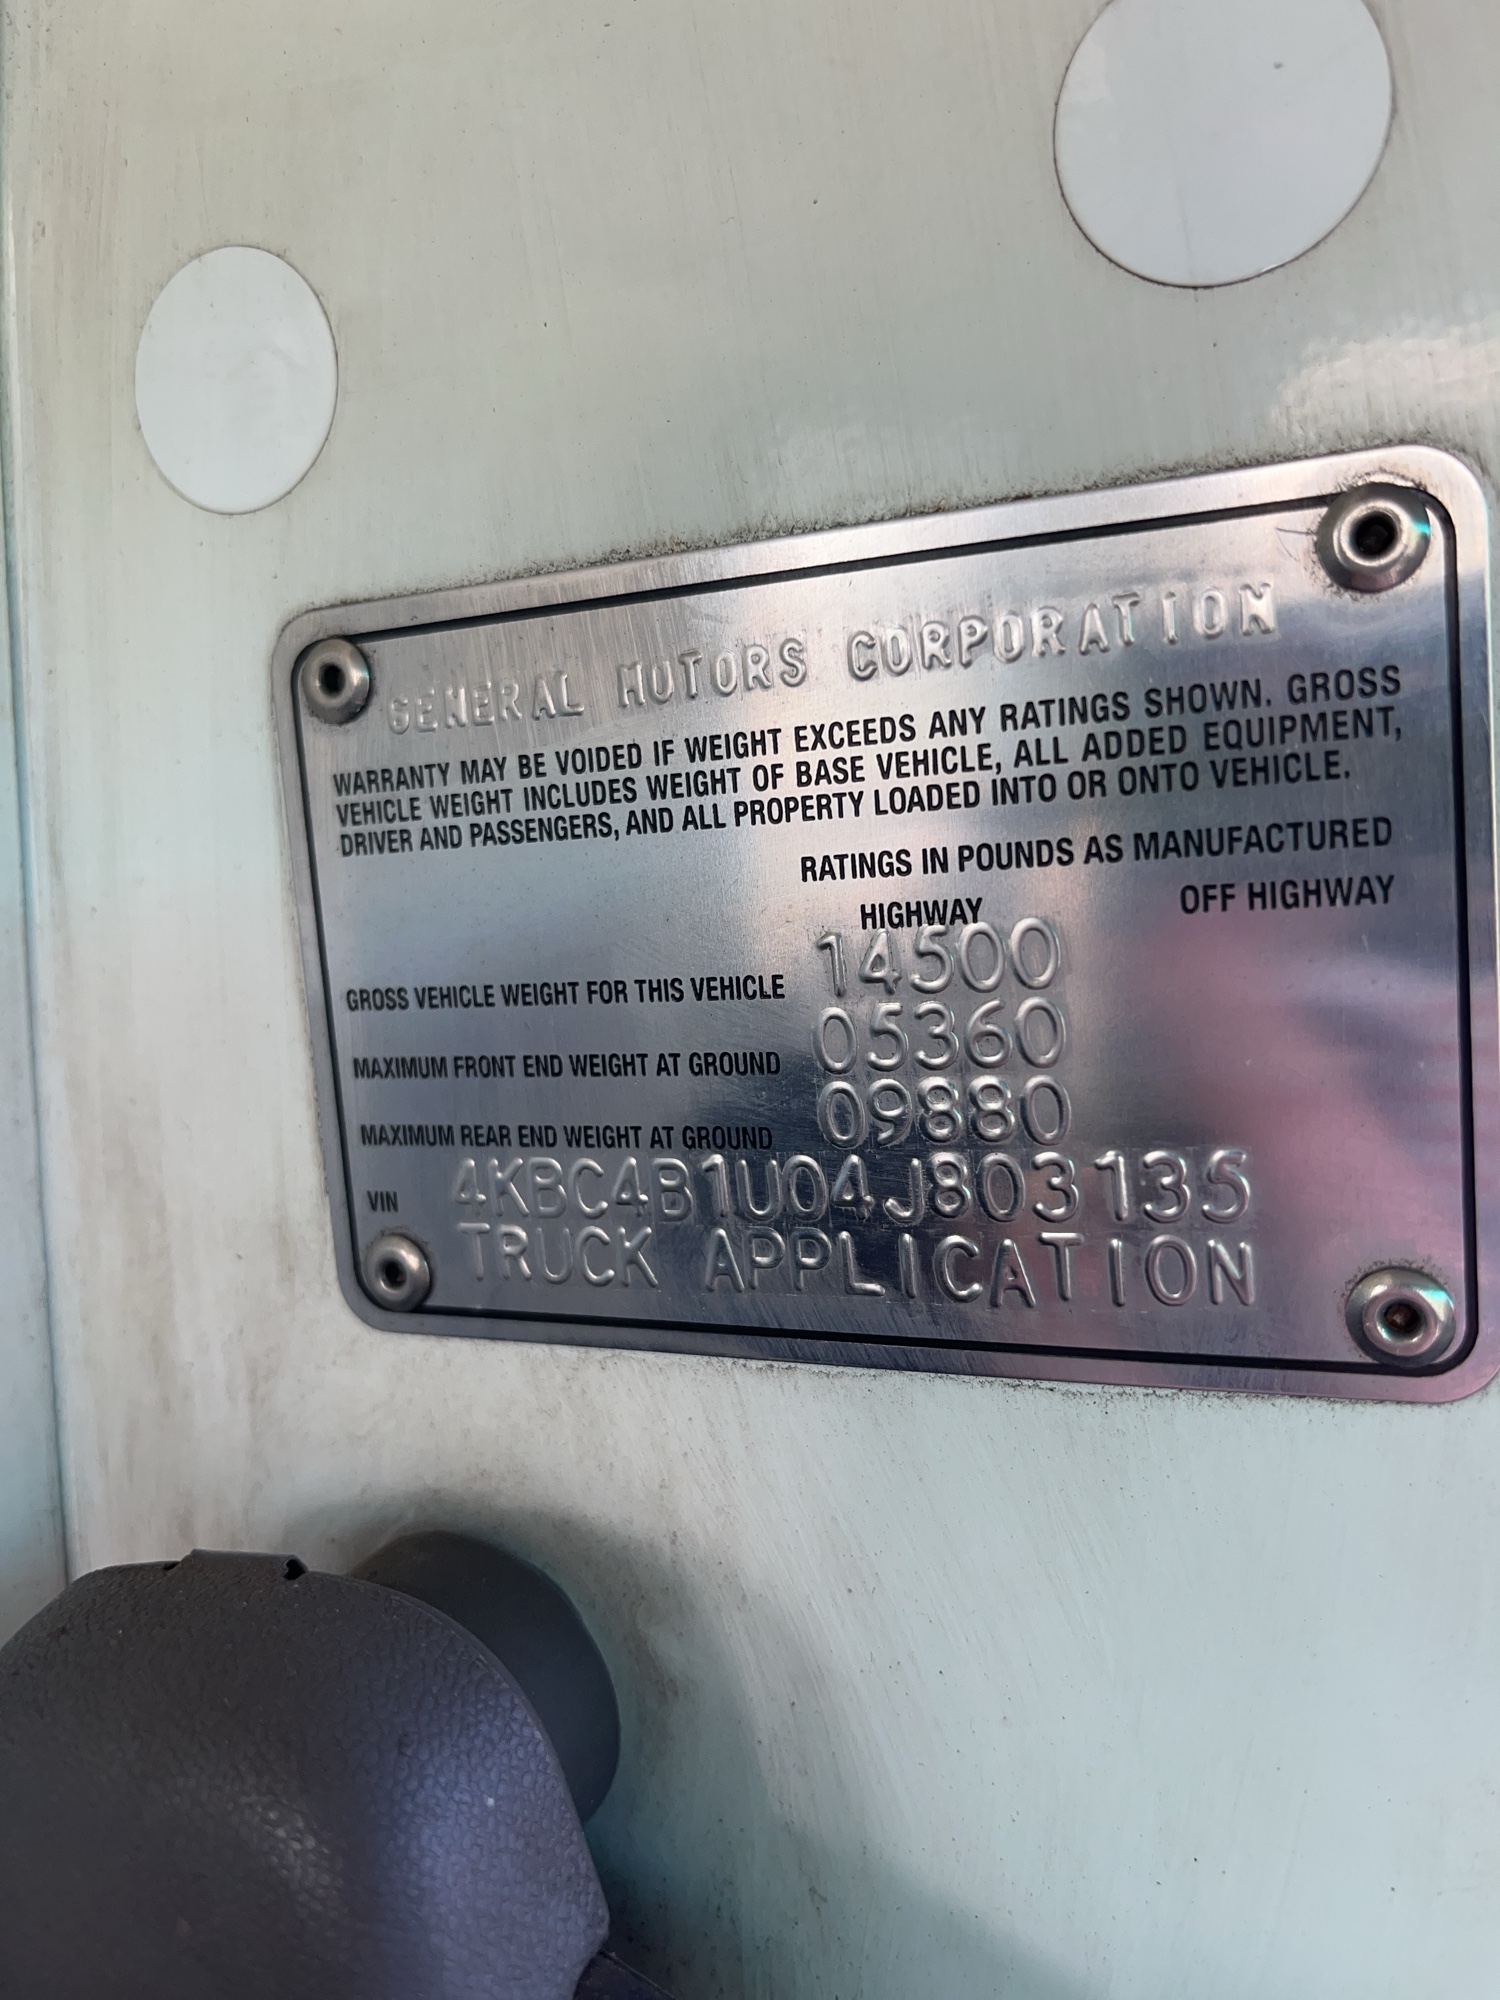 GENERAL MOTORS CORPORATION
WARRANTY MAY BE VOIDED IF WEIGHT EXCEEDS ANY RATINGS SHOWN. GROSS
VEHICLE WEIGHT INCLUDES WEIGHT OF BASE VEHICLE, ALL ADDED EQUIPMENT,
DRIVER AND PASSENGERS, AND ALL PROPERTY LOADED INTO OR ONTO VEHICLE.
RATINGS IN POUNDS AS MANUFACTURED
HIGHWAY OFF HIGHWAY
GROSS VEHICLE WEIGHT FOR THIS VEHICLE 14500
MAXIMUM FRONT END WEIGHT AT GROUND 05360
MAXIMUM REAR END WEIGHT AT GROUND 09880
VIN 4KBC4B1U04J803135
TRUCK APPLICATION